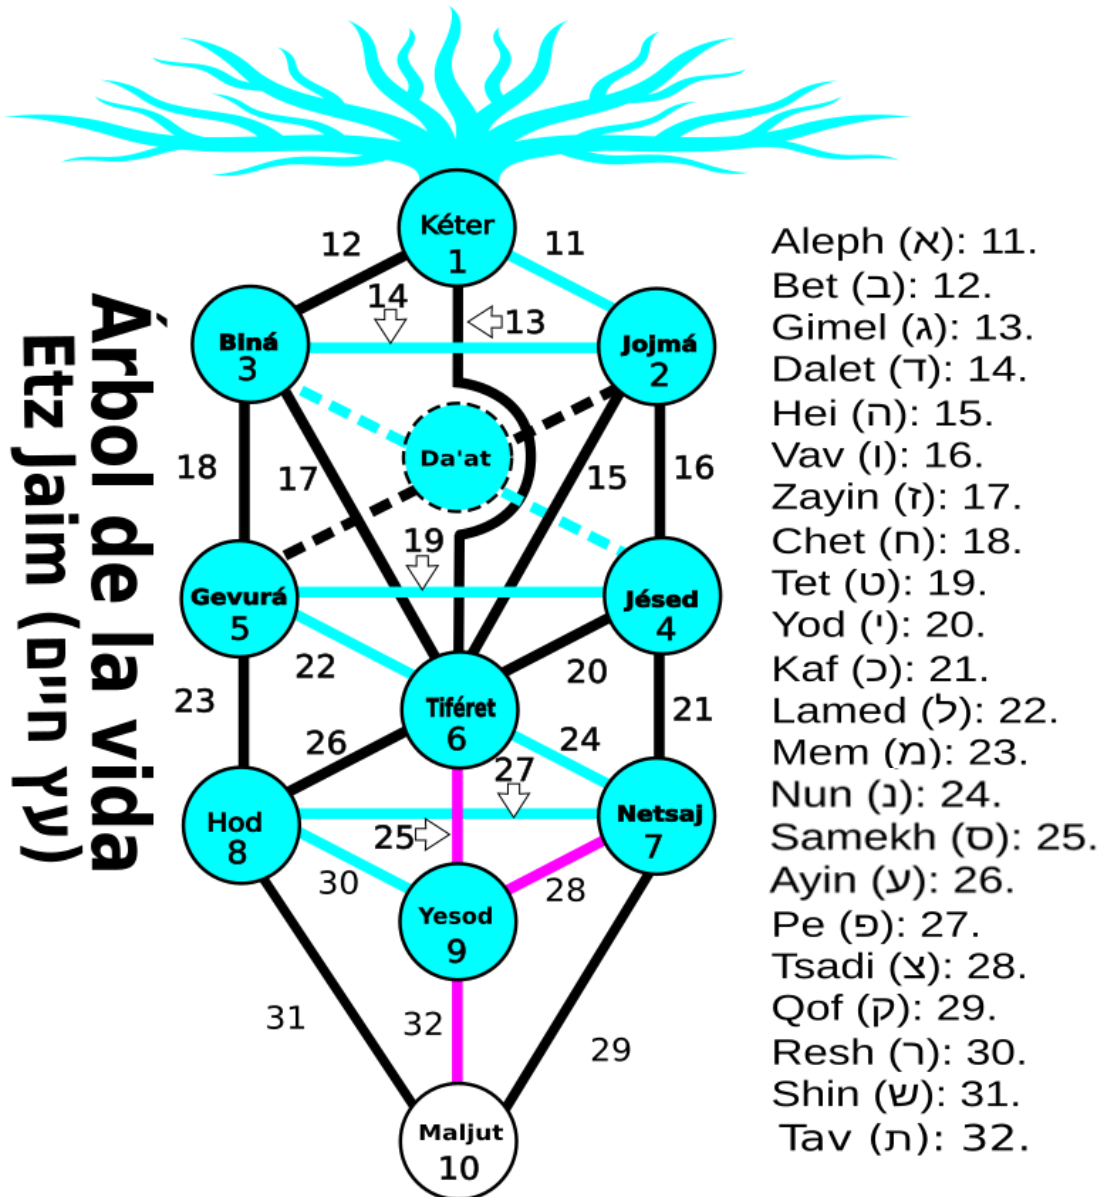 Árbol de la vida
Etz Jaim (עץ חיים)
Kéter
1
12
11
14
13
Biná
3
Jojmá
2
Da'at
18
17
15
16
19
Gevurá
5
Jésed
4
22
20
23
21
Tiféret
6
26
24
27
25
Hod
8
Netsaj
7
30
28
Yesod
9
31
32
29
Maljut
10
Aleph (א): 11.
Bet (ב): 12.
Gimel (ג): 13.
Dalet (ד): 14.
Hei (ה): 15.
Vav (ו): 16.
Zayin (ז): 17.
Chet (ח): 18.
Tet (ט): 19.
Yod (י): 20.
Kaf (כ): 21.
Lamed (ל): 22.
Mem (מ): 23.
Nun (נ): 24.
Samekh (ס): 25.
Ayin (ע): 26.
Pe (פ): 27.
Tsadi (צ): 28.
Qof (ק): 29.
Resh (ר): 30.
Shin (ש): 31.
Tav (ת): 32.